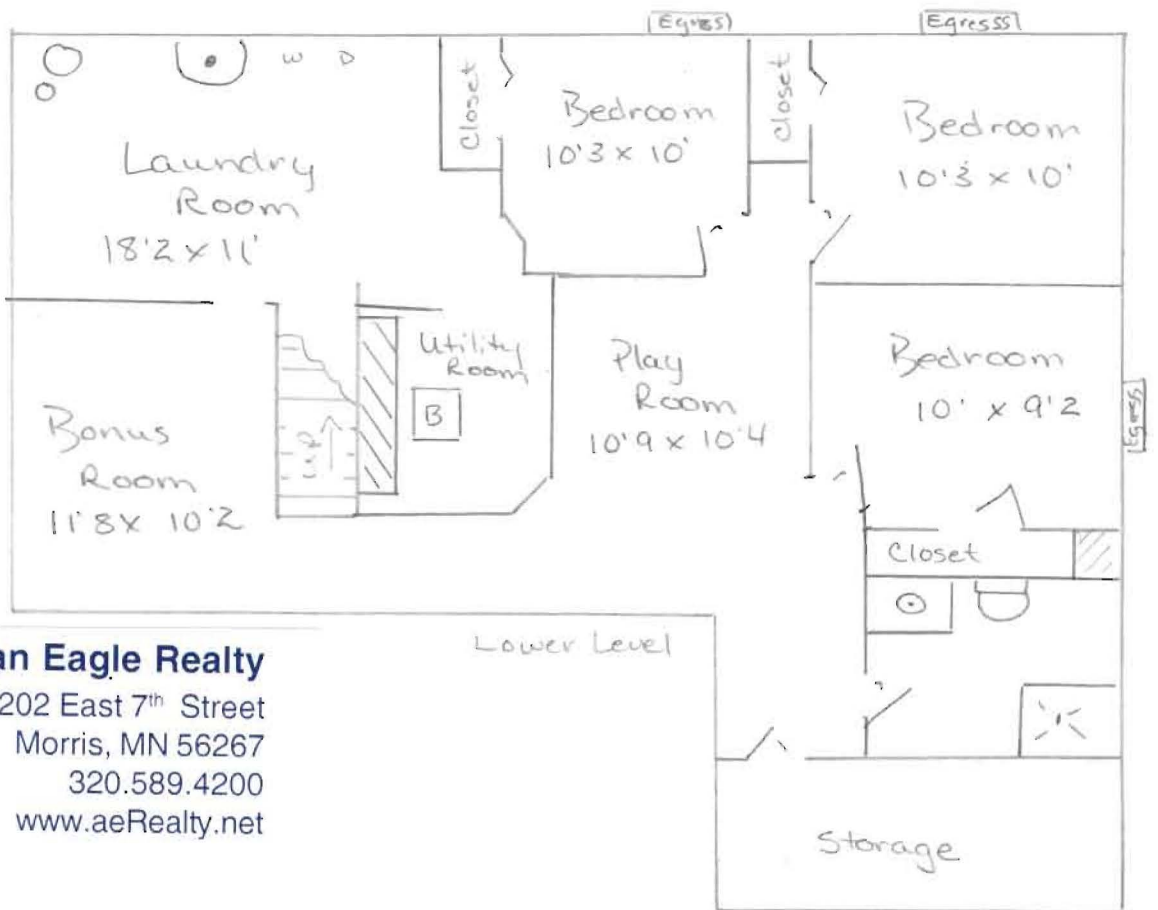 Egress
Egresss
W D
Closet
Bedroom
10'3 x 10'
Closet
Bedroom
10'3 x 10'
Laundry
Room
18'2 x 11'
Utility
Room
B
Play
Room
10'9 x 10'4
Bedroom
10' x 9'2
Egress
Bonus
Room
11'8 x 10'2
UP
Closet
Lower Level
an Eagle Realty
202 East 7th Street
Morris, MN 56267
320.589.4200
www.aeRealty.net
Storage